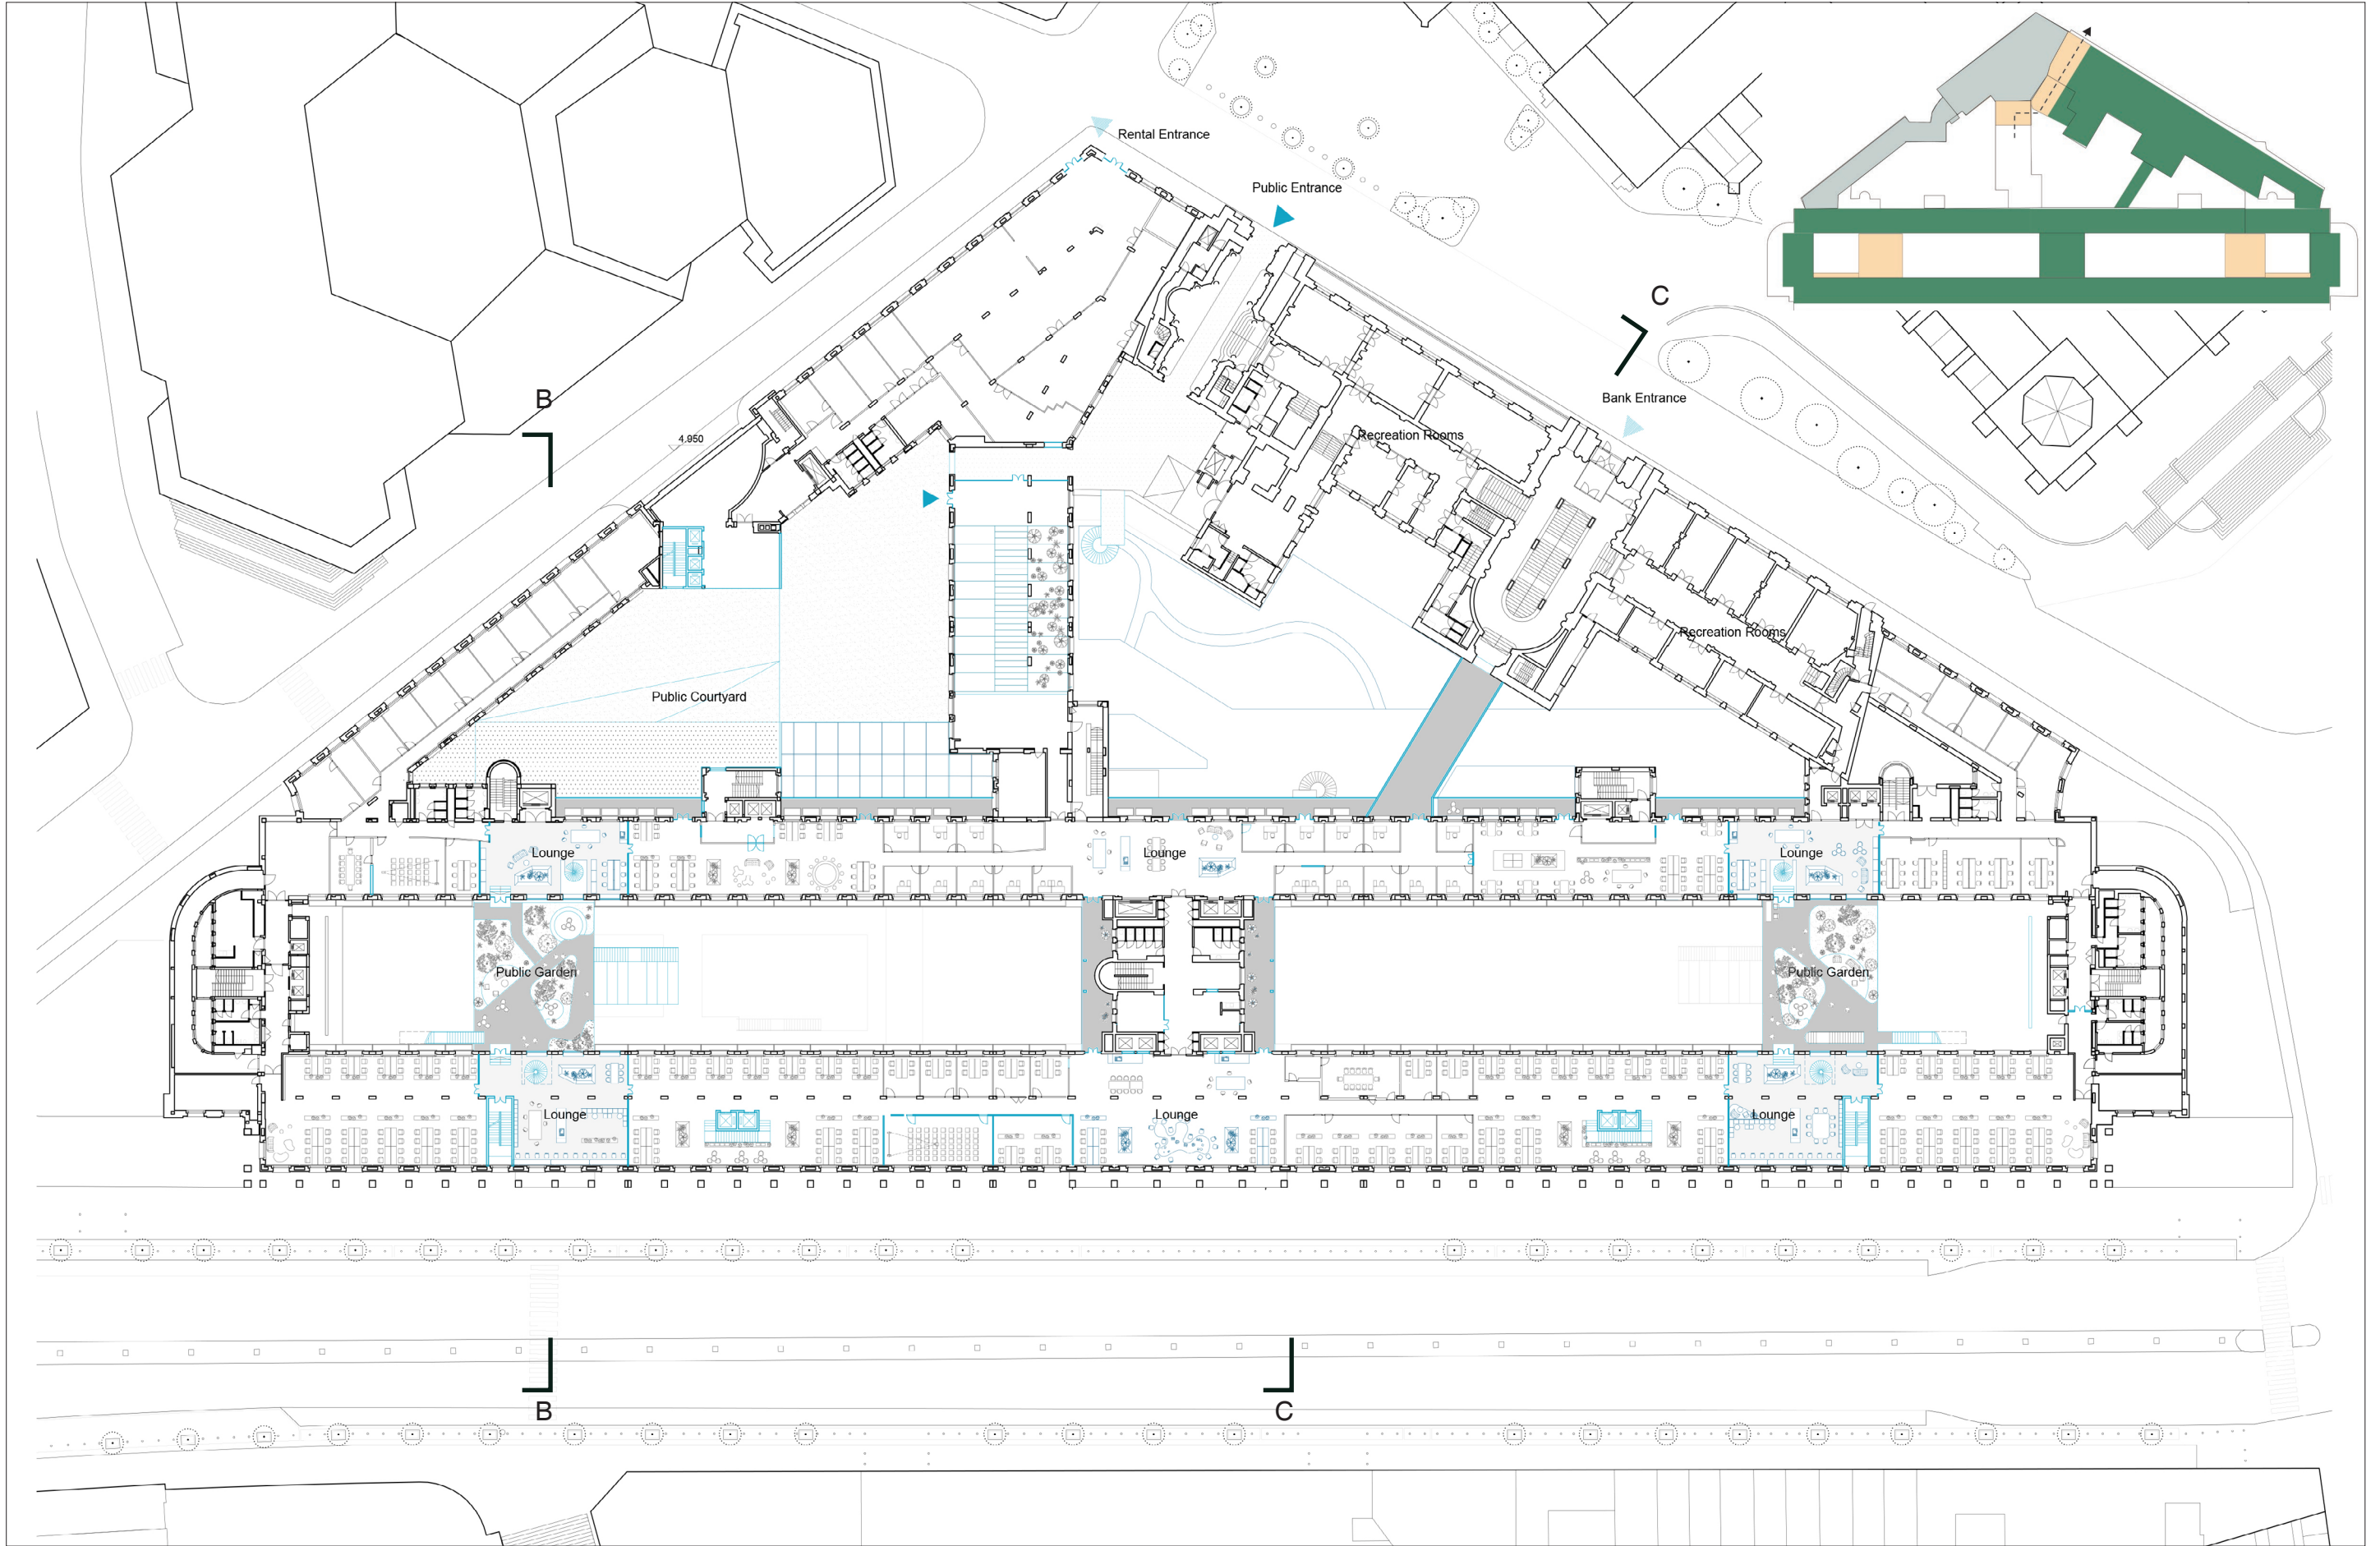 Rental Entrance
Public Entrance
C
Bank Entrance
B
4.950
Recreation Rooms
Recreation Rooms
Public Courtyard
Lounge
Lounge
Lounge
Public Garden
Public Garden
Lounge
Lounge
Lounge
B
C